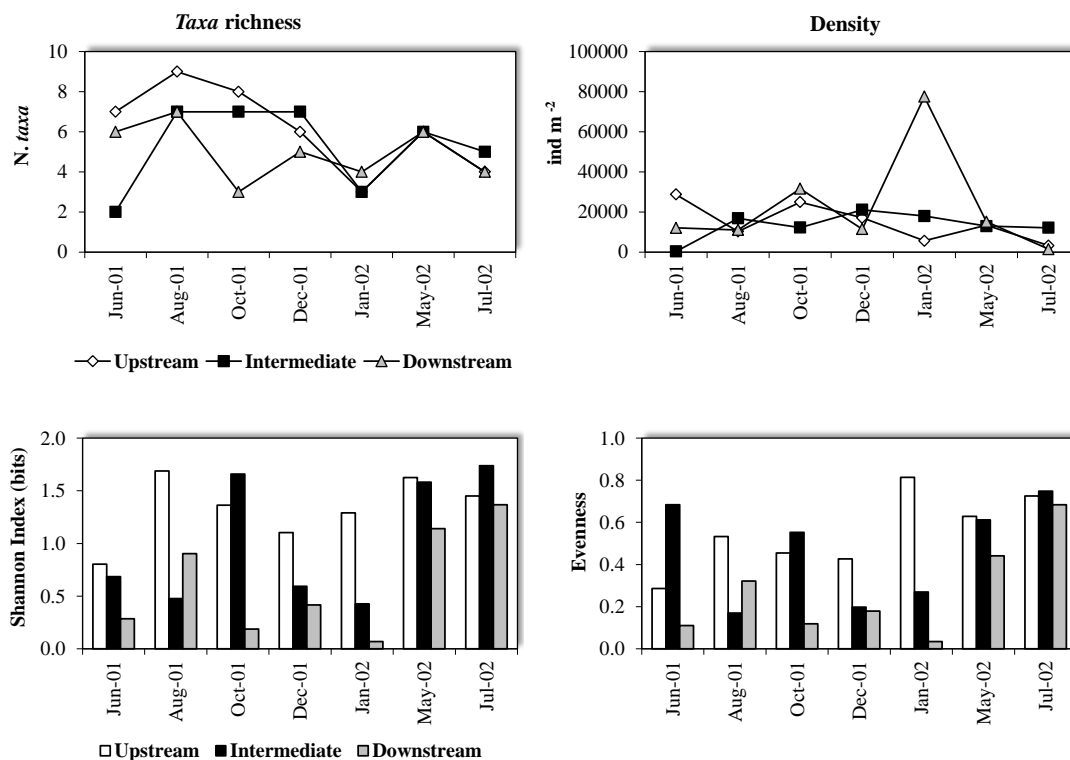 Taxa richness
N. taxa
10
8
6
4
2
0
Jun-01
Aug-01
Oct-01
Dec-01
Jan-02
May-02
Jul-02
Upstream Intermediate Downstream
Density
ind m⁻²
100000
80000
60000
40000
20000
0
Jun-01
Aug-01
Oct-01
Dec-01
Jan-02
May-02
Jul-02
Shannon Index (bits)
2.0
1.5
1.0
0.5
0.0
Jun-01
Aug-01
Oct-01
Dec-01
Jan-02
May-02
Jul-02
Upstream Intermediate Downstream
Evenness
1.0
0.8
0.6
0.4
0.2
0.0
Jun-01
Aug-01
Oct-01
Dec-01
Jan-02
May-02
Jul-02